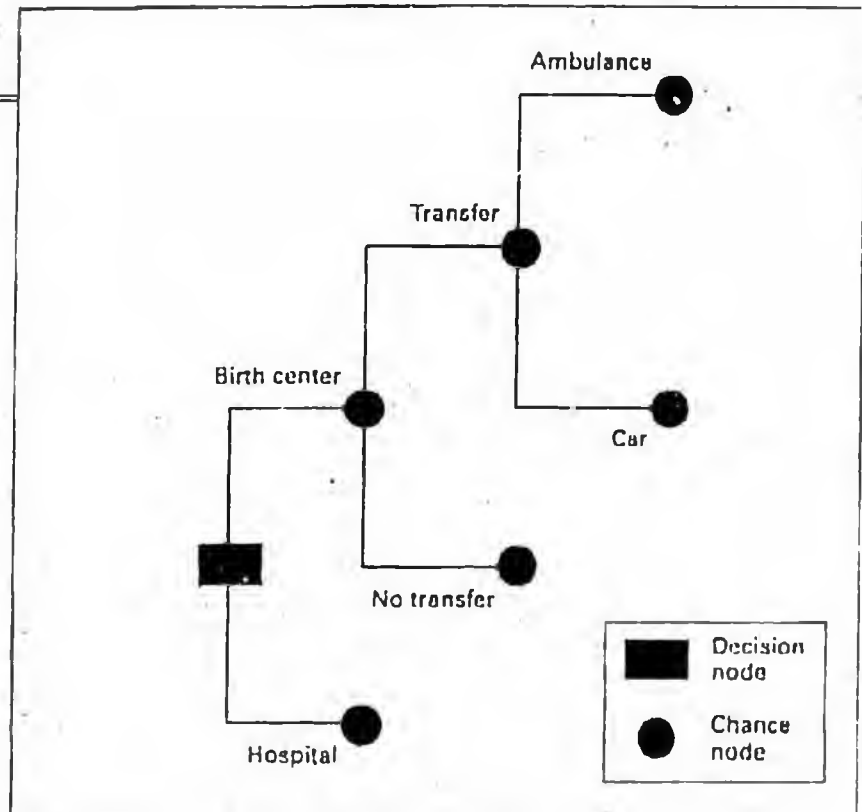 Ambulance
Transfer
Birth center
Car
No transfer
Hospital
Decision
node
Chance
node